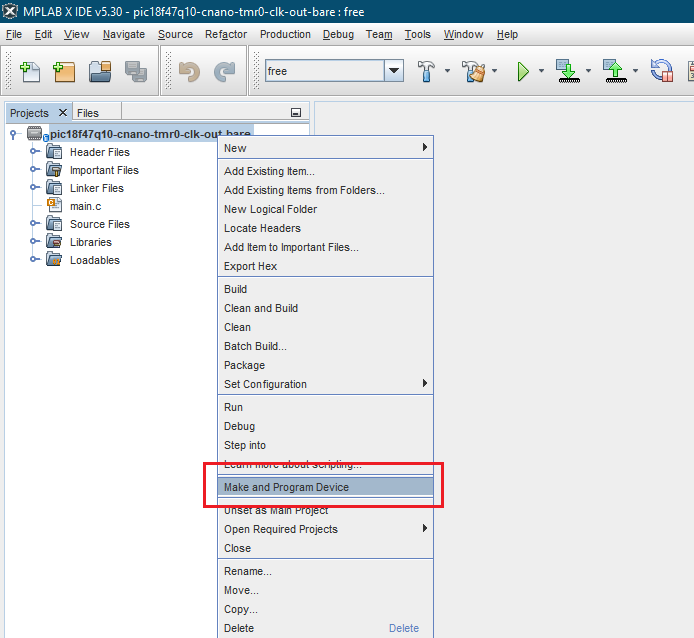 MPLAB X IDE v5.30 - pic18f47q10-cnano-tmr0-clk-out-bare : free
File Edit View Navigate Source Refactor Production Debug Team Tools Window Help
free
Projects Files
pic18f47q10-cnano-tmr0-clk-out-bare
Header Files
Important Files
Linker Files
main.c
Source Files
Libraries
Loadables
New
Add Existing Item...
Add Existing Items from Folders...
New Logical Folder
Locate Headers
Add Item to Important Files...
Export Hex
Build
Clean and Build
Clean
Batch Build...
Package
Set Configuration
Run
Debug
Step into
Learn more about scripting...
Make and Program Device
Unset as Main Project
Open Required Projects
Close
Rename...
Move...
Copy...
Delete Delete